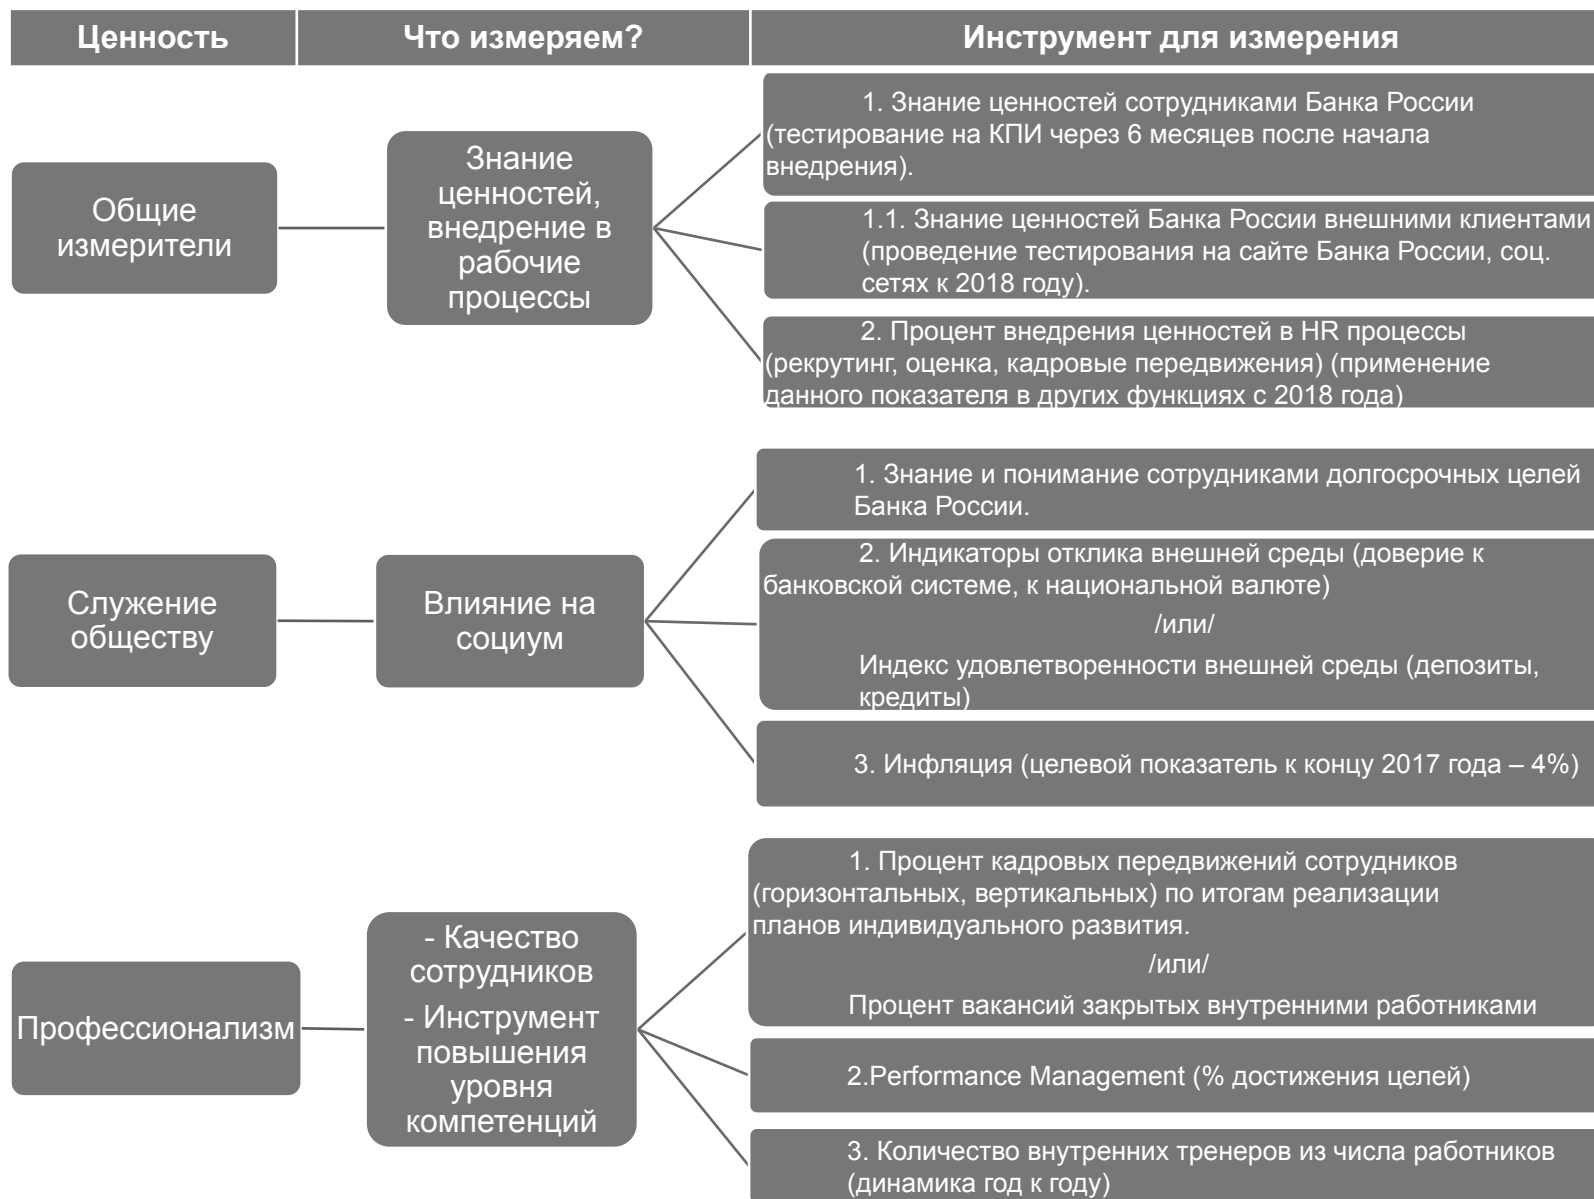 Ценность
Что измеряем?
Инструмент для измерения
Общие
измерители
Знание
ценностей,
внедрение в
рабочие
процессы
1. Знание ценностей сотрудниками Банка России
(тестирование на КПИ через 6 месяцев после начала
внедрения).
1.1. Знание ценностей Банка России внешними клиентами
(проведение тестирования на сайте Банка России, соц.
сетях к 2018 году).
2. Процент внедрения ценностей в HR процессы
(рекрутинг, оценка, кадровые передвижения) (применение
данного показателя в других функциях с 2018 года)
Служение
обществу
Влияние на
социум
1. Знание и понимание сотрудниками долгосрочных целей
Банка России.
2. Индикаторы отклика внешней среды (доверие к
банковской системе, к национальной валюте)
/или/
Индекс удовлетворенности внешней среды (депозиты,
кредиты)
3. Инфляция (целевой показатель к концу 2017 года – 4%)
Профессионализм
- Качество
сотрудников
- Инструмент
повышения
уровня
компетенций
1. Процент кадровых передвижений сотрудников
(горизонтальных, вертикальных) по итогам реализации
планов индивидуального развития.
/или/
Процент вакансий закрытых внутренними работниками
2.Performance Management (% достижения целей)
3. Количество внутренних тренеров из числа работников
(динамика год к году)